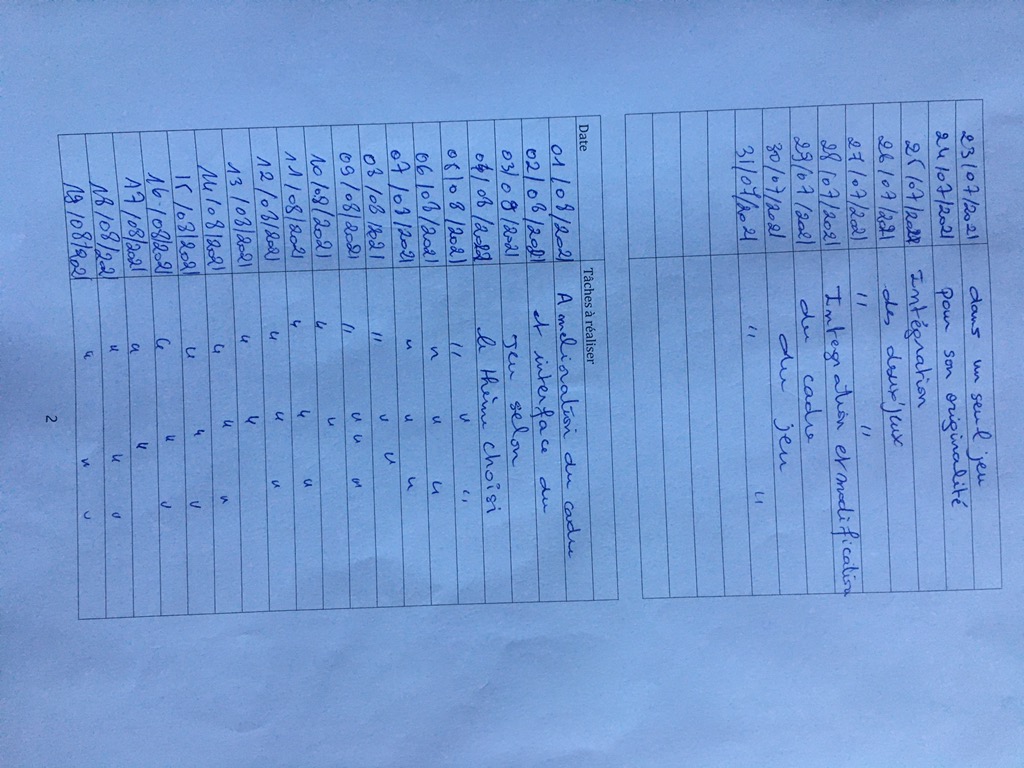 23/07/2021 dans un seul jeu
24/07/2021 pour son originalité
25/07/2021 Intégration
26/07/2021 des deux jeux
27/07/2021 " "
28/07/2021 Integration et modification
29/07/2021 du cadre
30/07/2021 du jeu
31/07/2021 " "
Date Tâches à réaliser
01/08/2021 Amélioration du cadre
02/08/2021 et interface du
03/08/2021 jeu selon
04/08/2021 le thème choisi
05/08/2021 " " "
06/08/2021 " " "
07/08/2021 " " "
08/08/2021 " " "
09/08/2021 " " " "
10/08/2021 " "
11/08/2021 " " "
12/08/2021 " " "
13/08/2021 " "
14/08/2021 " " "
15/08/2021 " " "
16/08/2021 " " "
17/08/2021 " "
18/08/2021 " " "
19/08/2021 " " "
2